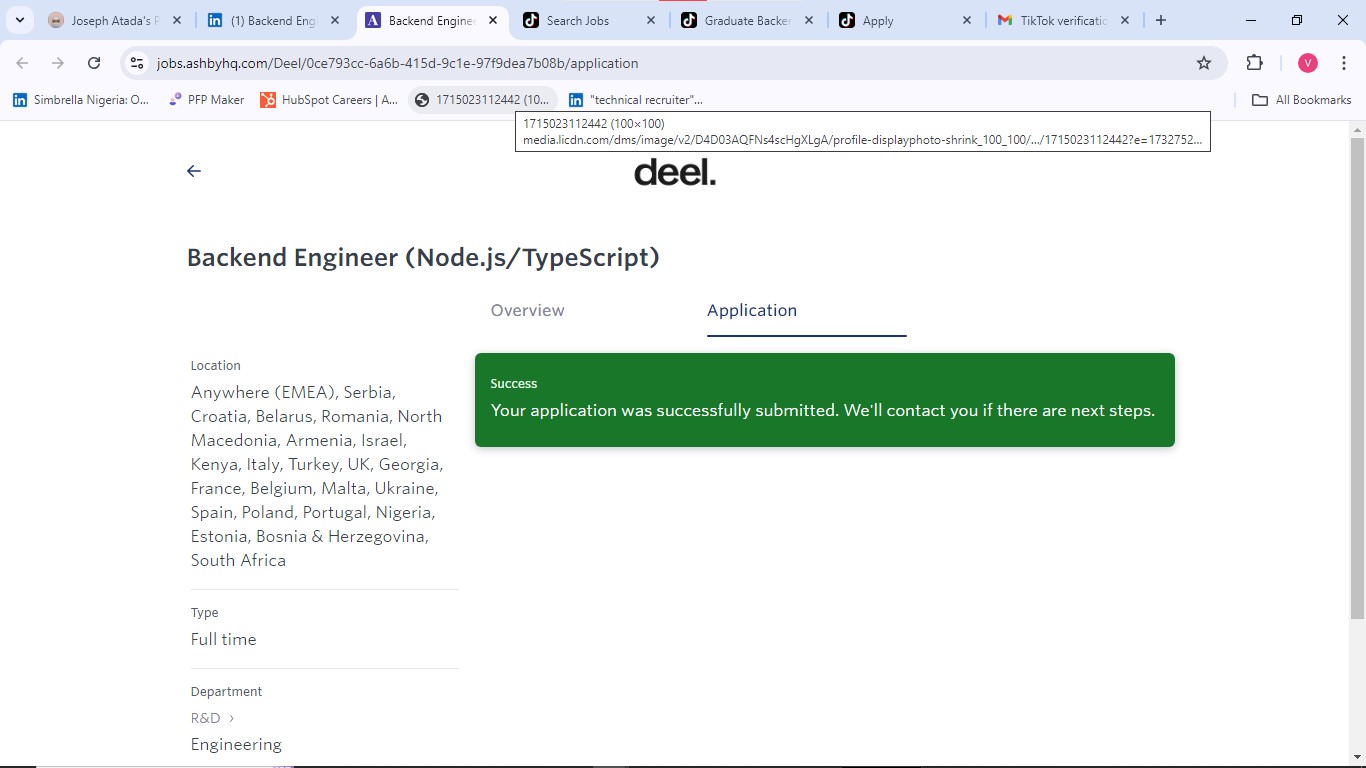 Joseph Atada's P
(1) Backend Engi
Backend Enginee
Search Jobs
Graduate Backen
Apply
TikTok verificatio
jobs.ashbyhq.com/Deel/0ce793cc-6a6b-415d-9c1e-97f9dea7b08b/application
V
Simbrella Nigeria: O...
PFP Maker
HubSpot Careers | A...
1715023112442 (10...
"technical recruiter"...
All Bookmarks
1715023112442 (100×100)
media.licdn.com/dms/image/v2/D4D03AQFNs4scHgXLgA/profile-displayphoto-shrink_100_100/.../1715023112442?e=1732752...
deel.
Backend Engineer (Node.js/TypeScript)
Overview
Application
Location
Anywhere (EMEA), Serbia,
Croatia, Belarus, Romania, North
Macedonia, Armenia, Israel,
Kenya, Italy, Turkey, UK, Georgia,
France, Belgium, Malta, Ukraine,
Spain, Poland, Portugal, Nigeria,
Estonia, Bosnia & Herzegovina,
South Africa
Success
Your application was successfully submitted. We'll contact you if there are next steps.
Type
Full time
Department
R&D ›
Engineering